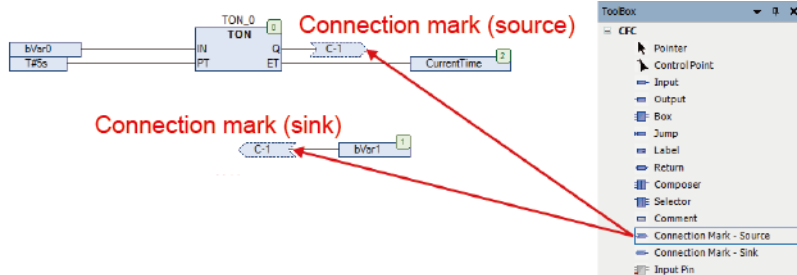 TON_0
0
TON
Connection mark (source)
bVar0
IN
Q
C-1
T#5s
PT
ET
CurrentTime
2
Connection mark (sink)
C-1
bVar1
1
ToolBox
CFC
Pointer
Control Point
Input
Output
Box
Jump
Label
Return
Composer
Selector
Comment
Connection Mark - Source
Connection Mark - Sink
Input Pin